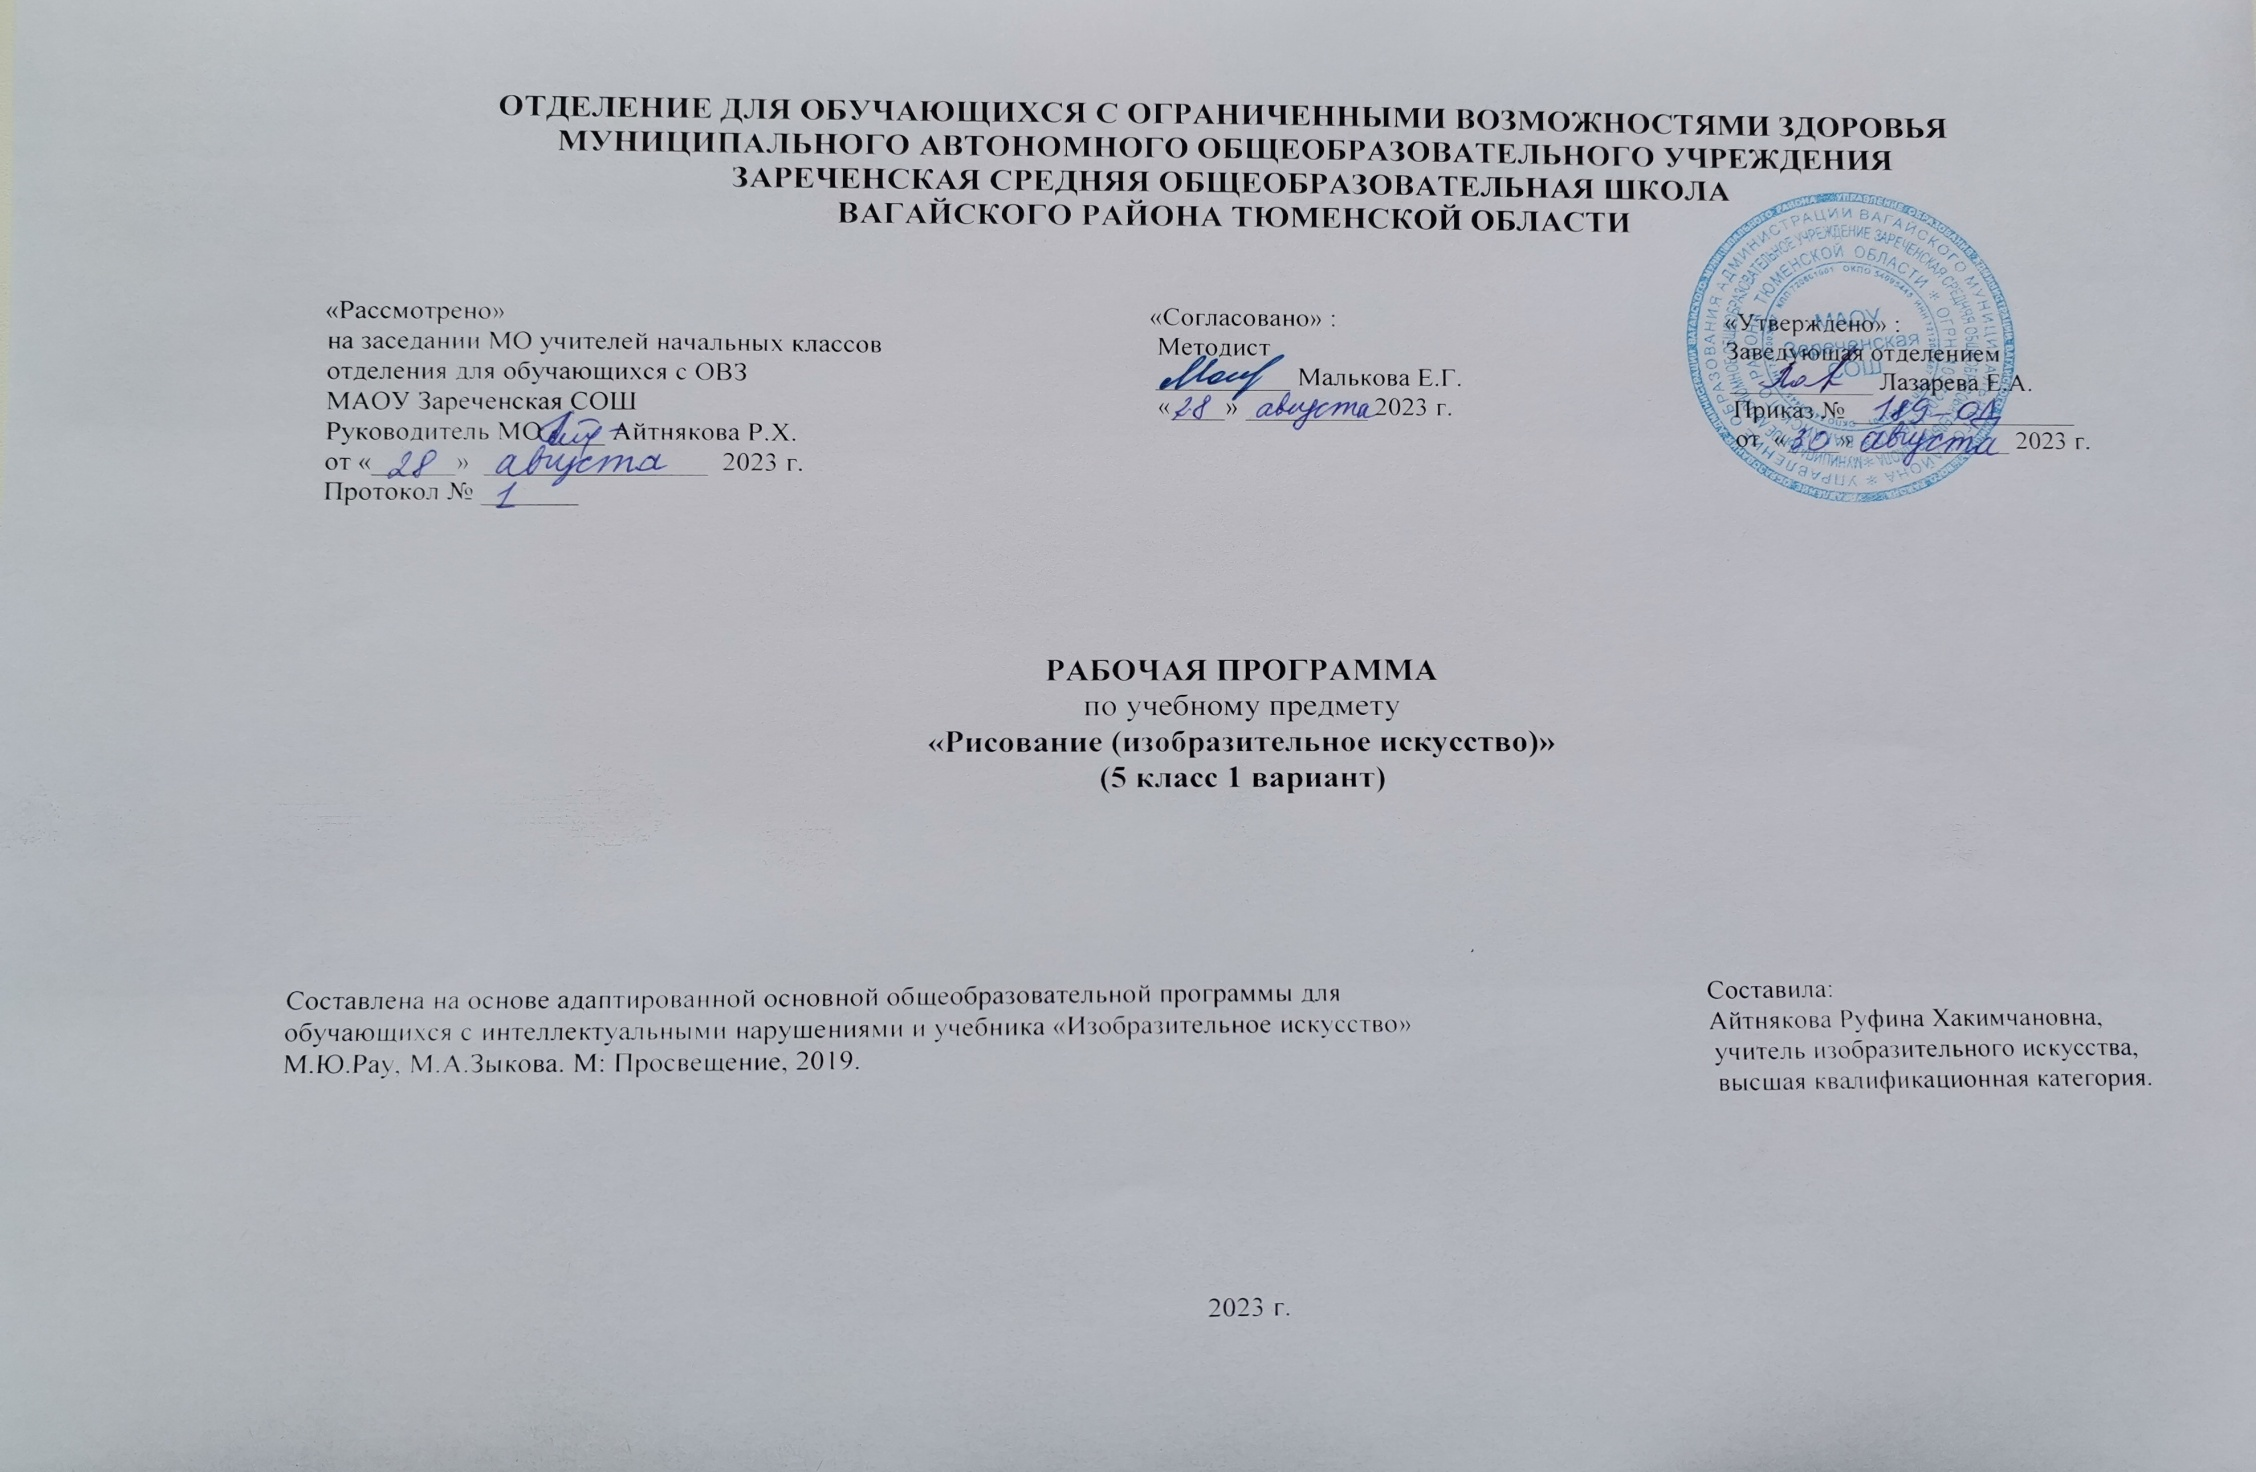 ОТДЕЛЕНИЕ ДЛЯ ОБУЧАЮЩИХСЯ С ОГРАНИЧЕННЫМИ ВОЗМОЖНОСТЯМИ ЗДОРОВЬЯ
МУНИЦИПАЛЬНОГО АВТОНОМНОГО ОБЩЕОБРАЗОВАТЕЛЬНОГО УЧРЕЖДЕНИЯ
ЗАРЕЧЕНСКАЯ СРЕДНЯЯ ОБЩЕОБРАЗОВАТЕЛЬНАЯ ШКОЛА
ВАГАЙСКОГО РАЙОНА ТЮМЕНСКОЙ ОБЛАСТИ
«Рассмотрено»
на заседании МО учителей начальных классов
отделения для обучающихся с ОВЗ
МАОУ Зареченская СОШ
Руководитель МО Айтнякова Р.Х.
от « 28 » августа 2023 г.
Протокол № 1
«Согласовано» :
Методист
Малькова Е.Г.
«28» августа 2023 г.
«Утверждено» :
Заведующая отделением
Лазарева Е.А.
Приказ № 189-ОД
от «30» августа 2023 г.
МАОУ
Зареченская
СОШ
РАБОЧАЯ ПРОГРАММА
по учебному предмету
«Рисование (изобразительное искусство)»
(5 класс 1 вариант)
Составлена на основе адаптированной основной общеобразовательной программы для
обучающихся с интеллектуальными нарушениями и учебника «Изобразительное искусство»
М.Ю.Рау, М.А.Зыкова. М: Просвещение, 2019.
Составила:
Айтнякова Руфина Хакимчановна,
учитель изобразительного искусства,
высшая квалификационная категория.
2023 г.